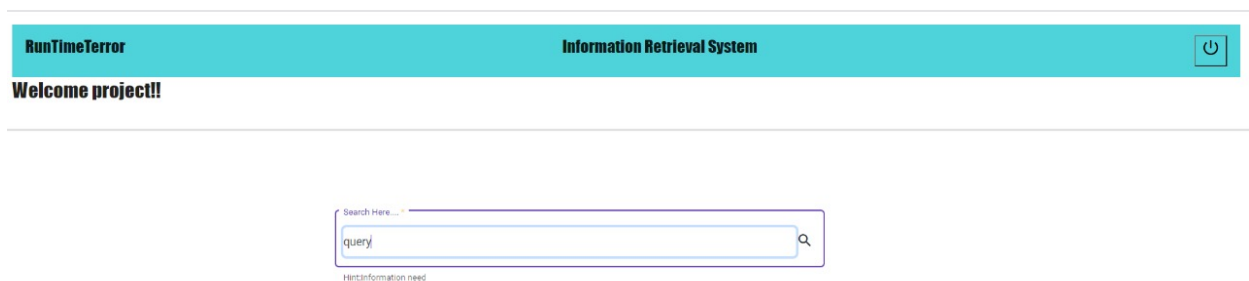 RunTimeTerror Information Retrieval System
Welcome project!!
Search Here.... *
query
Hint:Information need